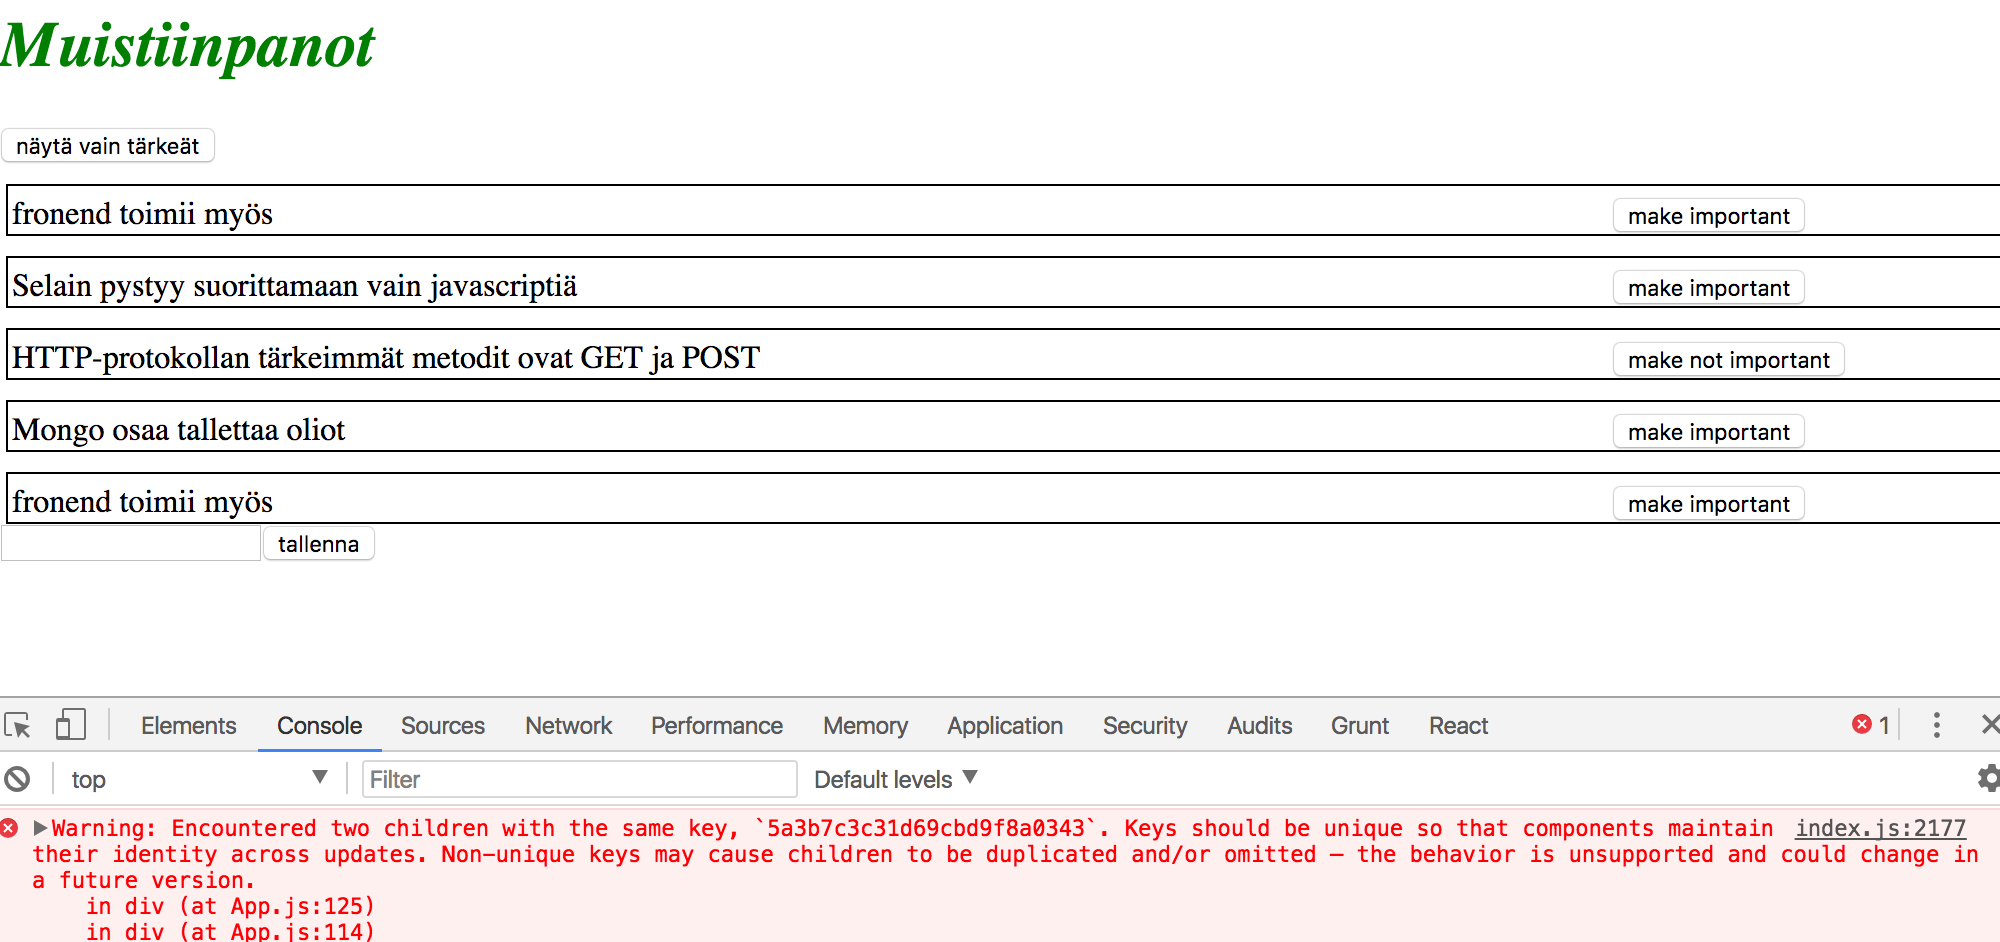 Muistiinpanot
näytä vain tärkeät
fronend toimii myös make important
Selain pystyy suorittamaan vain javascriptiä make important
HTTP-protokollan tärkeimmät metodit ovat GET ja POST make not important
Mongo osaa tallettaa oliot make important
fronend toimii myös make important
tallenna
Elements Console Sources Network Performance Memory Application Security Audits Grunt React 1
top Filter Default levels
Warning: Encountered two children with the same key, `5a3b7c3c31d69cbd9f8a0343`. Keys should be unique so that components maintain index.js:2177
their identity across updates. Non-unique keys may cause children to be duplicated and/or omitted — the behavior is unsupported and could change in
a future version.
in div (at App.js:125)
in div (at App.js:114)